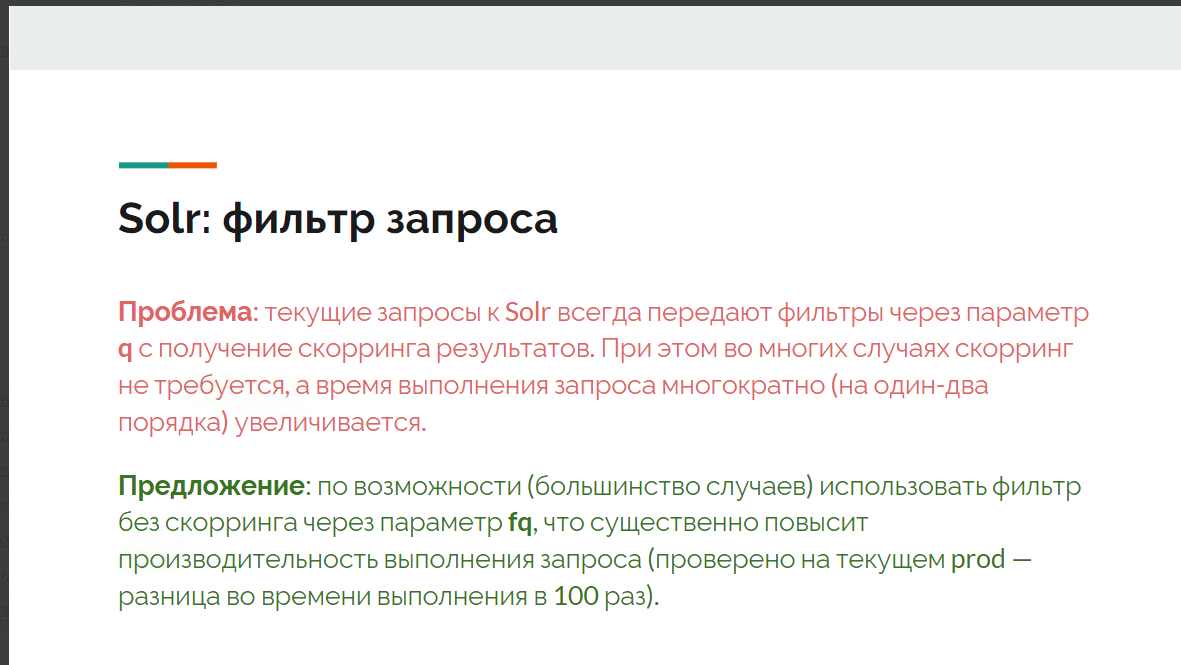 Solr: фильтр запроса
Проблема: текущие запросы к Solr всегда передают фильтры через параметр
q с получение скорринга результатов. При этом во многих случаях скорринг
не требуется, а время выполнения запроса многократно (на один-два
порядка) увеличивается.
Предложение: по возможности (большинство случаев) использовать фильтр
без скорринга через параметр fq, что существенно повысит
производительность выполнения запроса (проверено на текущем prod —
разница во времени выполнения в 100 раз).